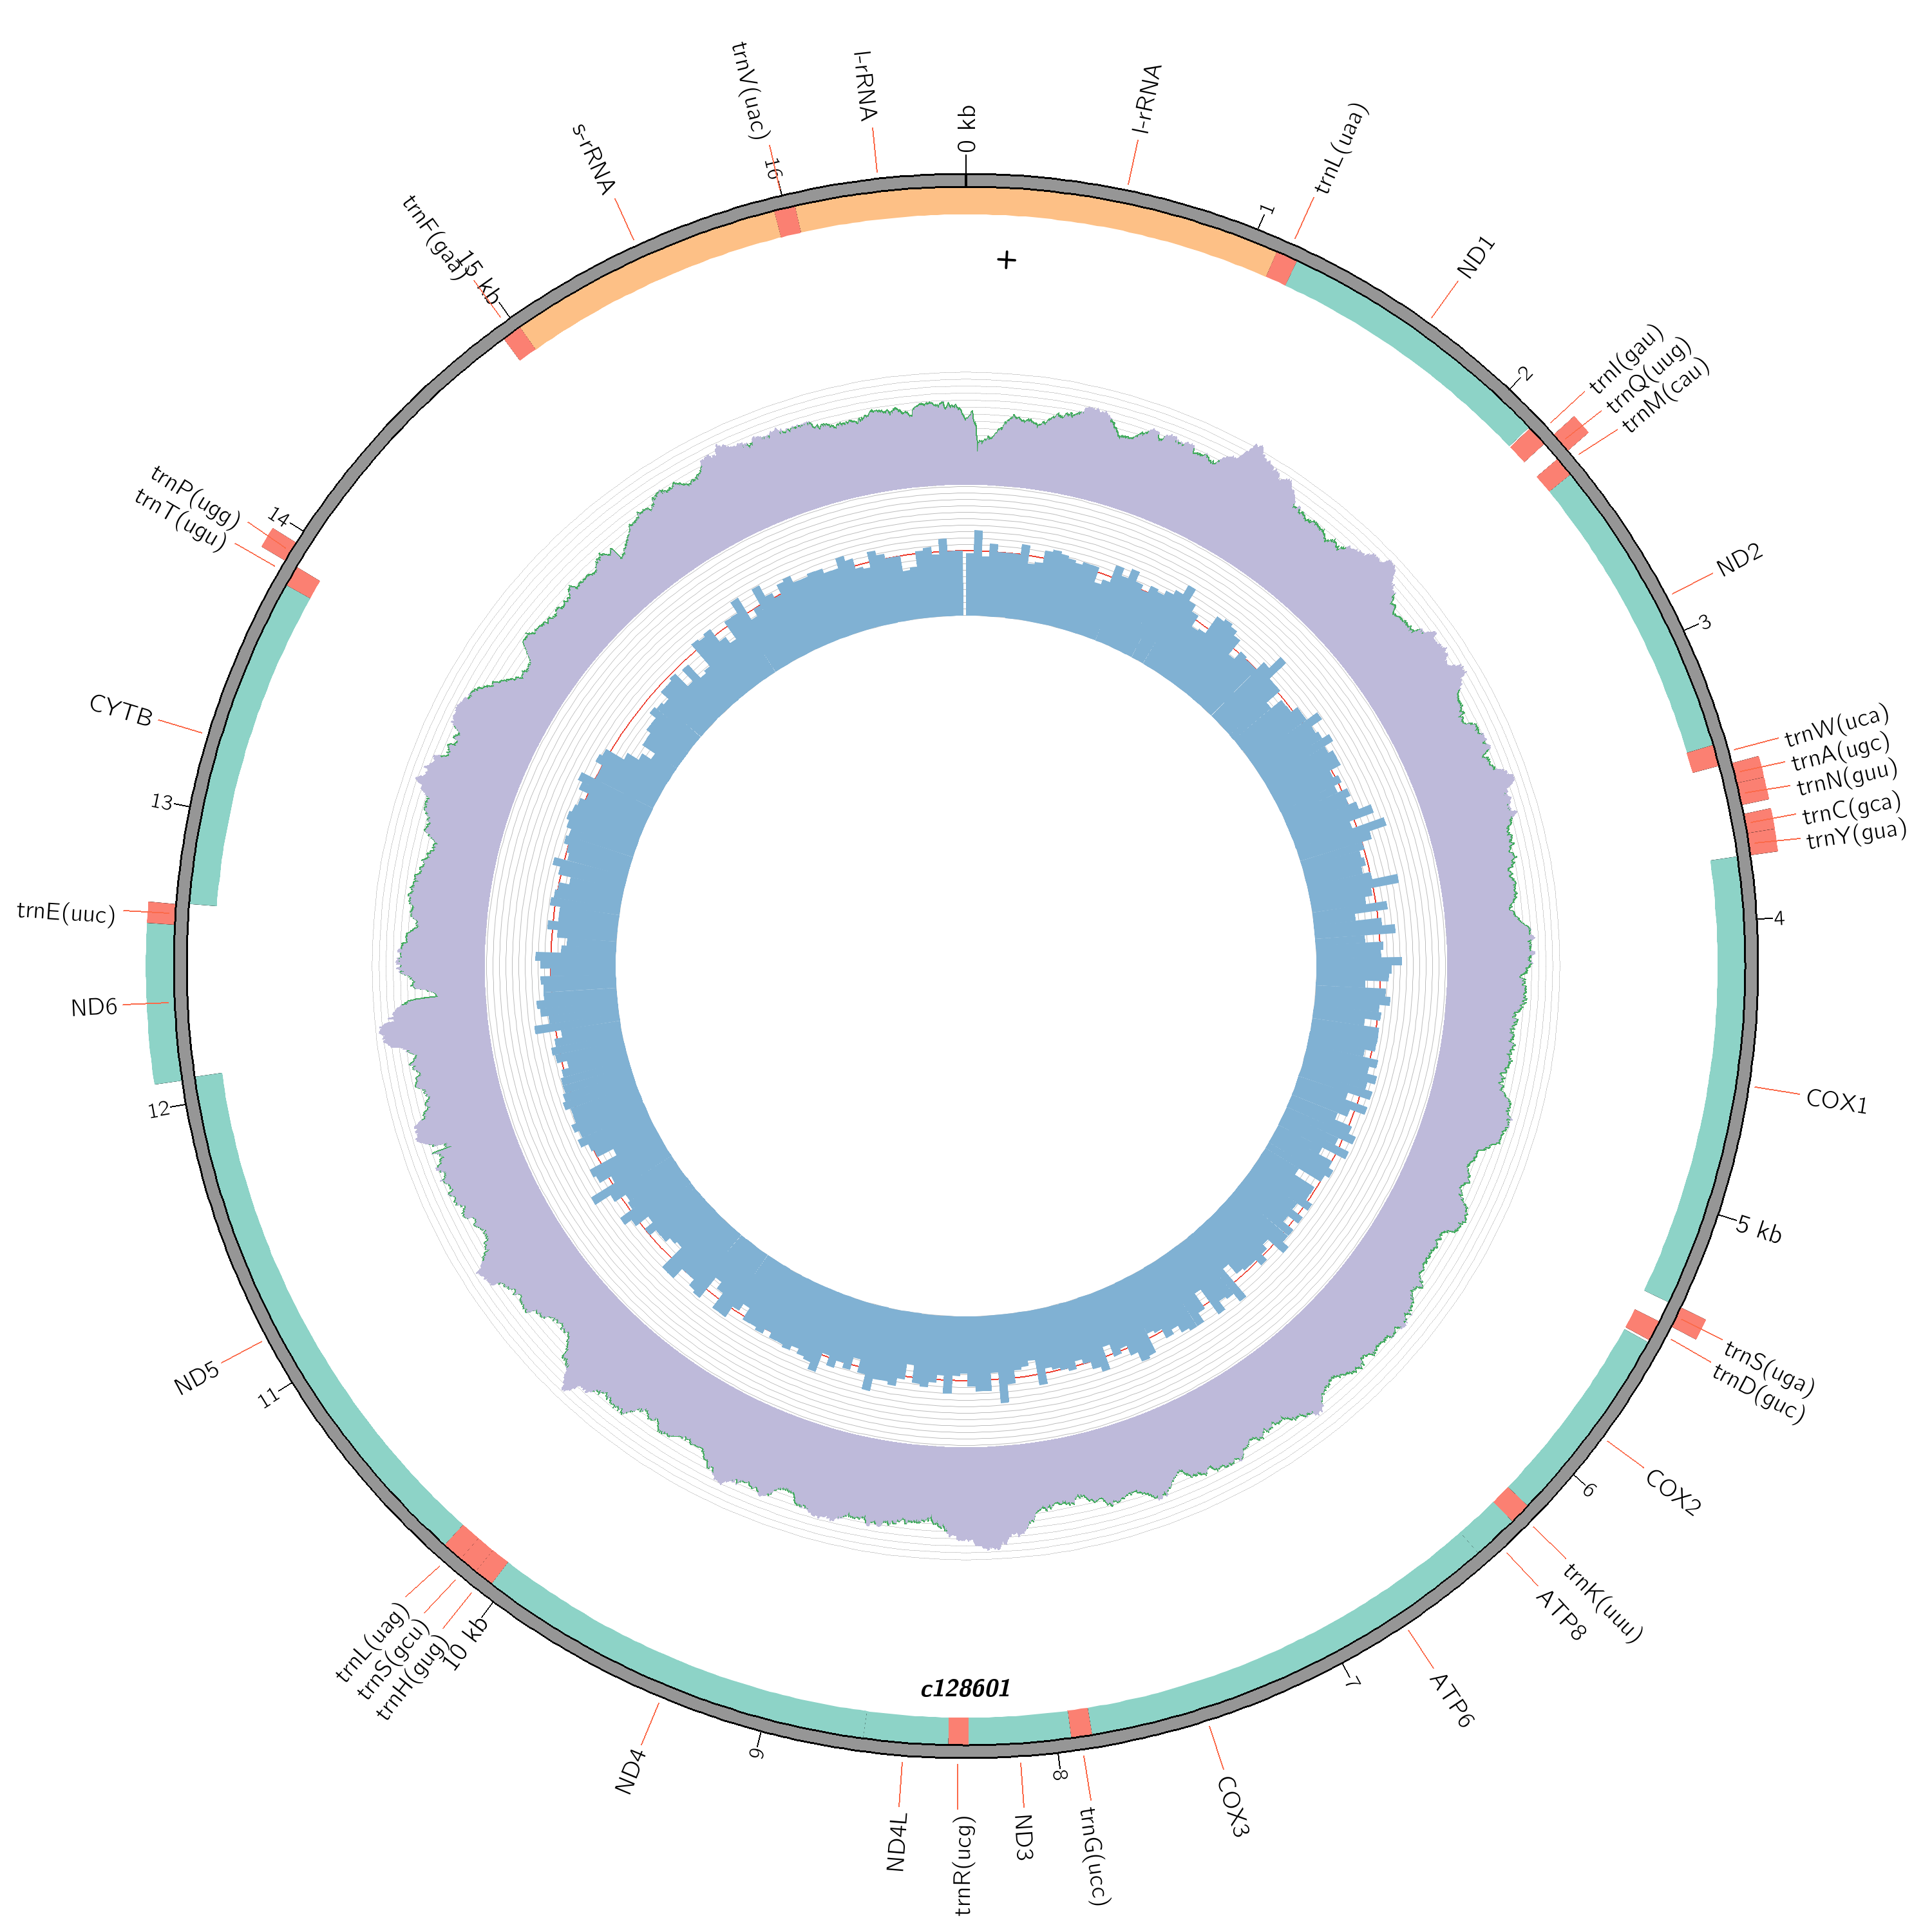 0 kb
l-rRNA
1
trnL(uaa)
ND1
2
trnI(gau)
trnQ(uug)
trnM(cau)
ND2
3
trnW(uca)
trnA(ugc)
trnN(guu)
trnC(gca)
trnY(gua)
4
COX1
5 kb
trnS(uga)
trnD(guc)
COX2
6
trnK(uuu)
ATP8
ATP6
7
COX3
trnG(ucc)
8
ND3
trnR(ucg)
ND4L
9
ND4
10 kb
trnH(gug)
trnS(gcu)
trnL(uag)
11
ND5
12
ND6
trnE(uuc)
13
CYTB
trnT(ugu)
trnP(ugg)
14
trnF(gaa)
15 kb
s-rRNA
trnV(uac)
16
l-rRNA
+
c128601